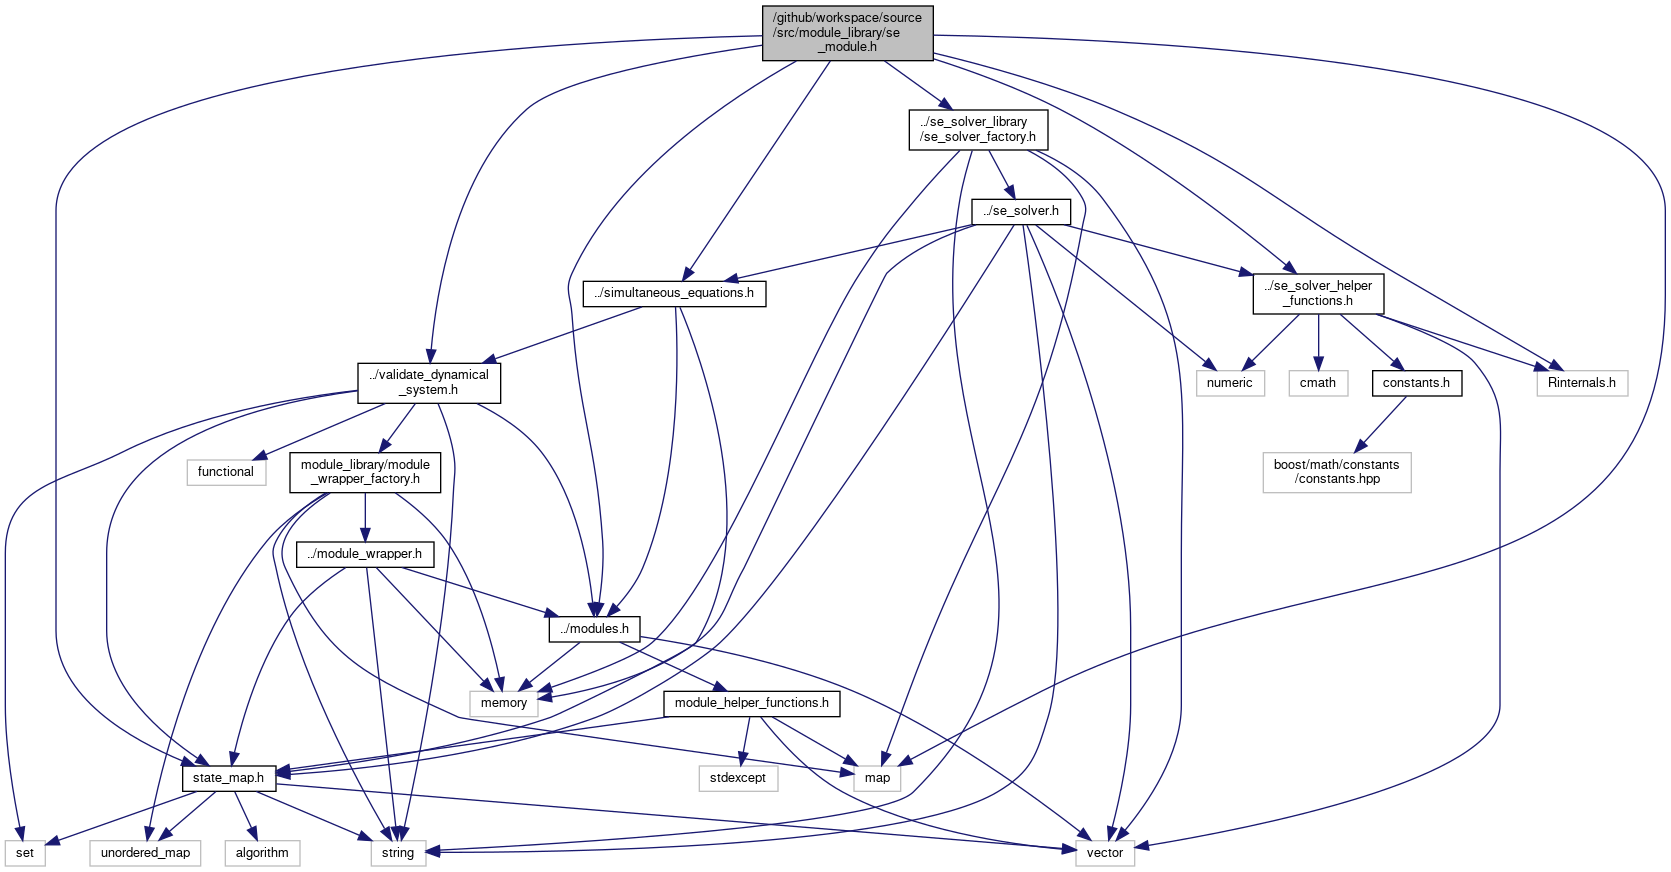 /github/workspace/source
/src/module_library/se
_module.h
../se_solver_library
/se_solver_factory.h
../se_solver.h
../simultaneous_equations.h
../se_solver_helper
_functions.h
../validate_dynamical
_system.h
numeric
cmath
constants.h
Rinternals.h
functional
module_library/module
_wrapper_factory.h
boost/math/constants
/constants.hpp
../module_wrapper.h
../modules.h
memory
module_helper_functions.h
state_map.h
stdexcept
map
set
unordered_map
algorithm
string
vector